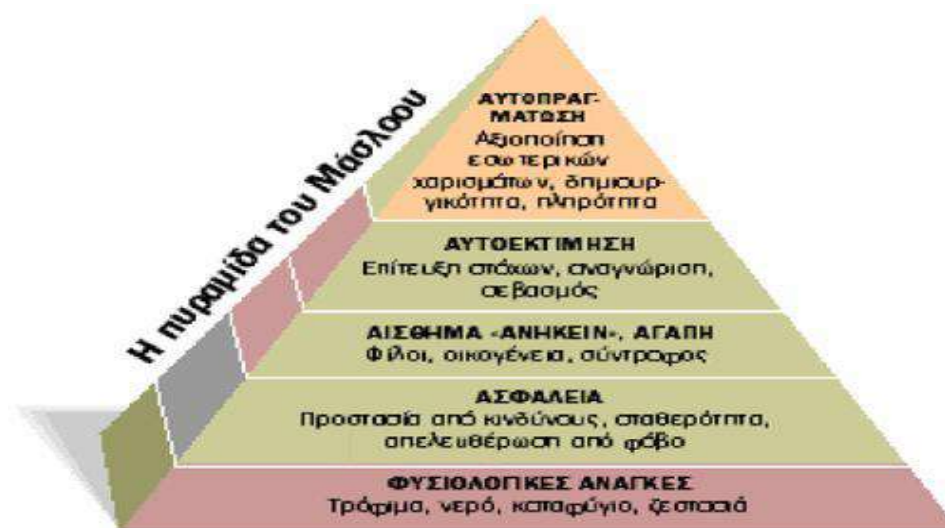 Η πυραμίδα του Μάσλοου
ΑΥΤΟΠΡΑΓ-
ΜΑΤΩΣΗ
Αξιοποίηση
εσωτερικών
χαρισμάτων, δημιουρ-
γικότητα, πληρότητα
ΑΥΤΟΕΚΤΙΜΗΣΗ
Επίτευξη στόχων, αναγνώριση,
σεβασμός
ΑΙΣΘΗΜΑ «ΑΝΗΚΕΙΝ», ΑΓΑΠΗ
Φίλοι, οικογένεια, σύντροφος
ΑΣΦΑΛΕΙΑ
Προστασία από κινδύνους, σταθερότητα,
απελευθέρωση από φόβο
ΦΥΣΙΟΛΟΓΙΚΕΣ ΑΝΑΓΚΕΣ
Τρόφιμα, νερό, καταφύγιο, ζεστασιά